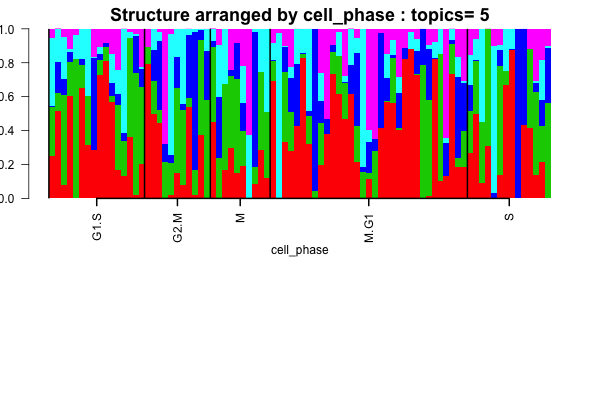 Structure arranged by cell_phase : topics= 5
1.0
0.8
0.6
0.4
0.2
0.0
G1.S
G2.M
M
M.G1
S
cell_phase